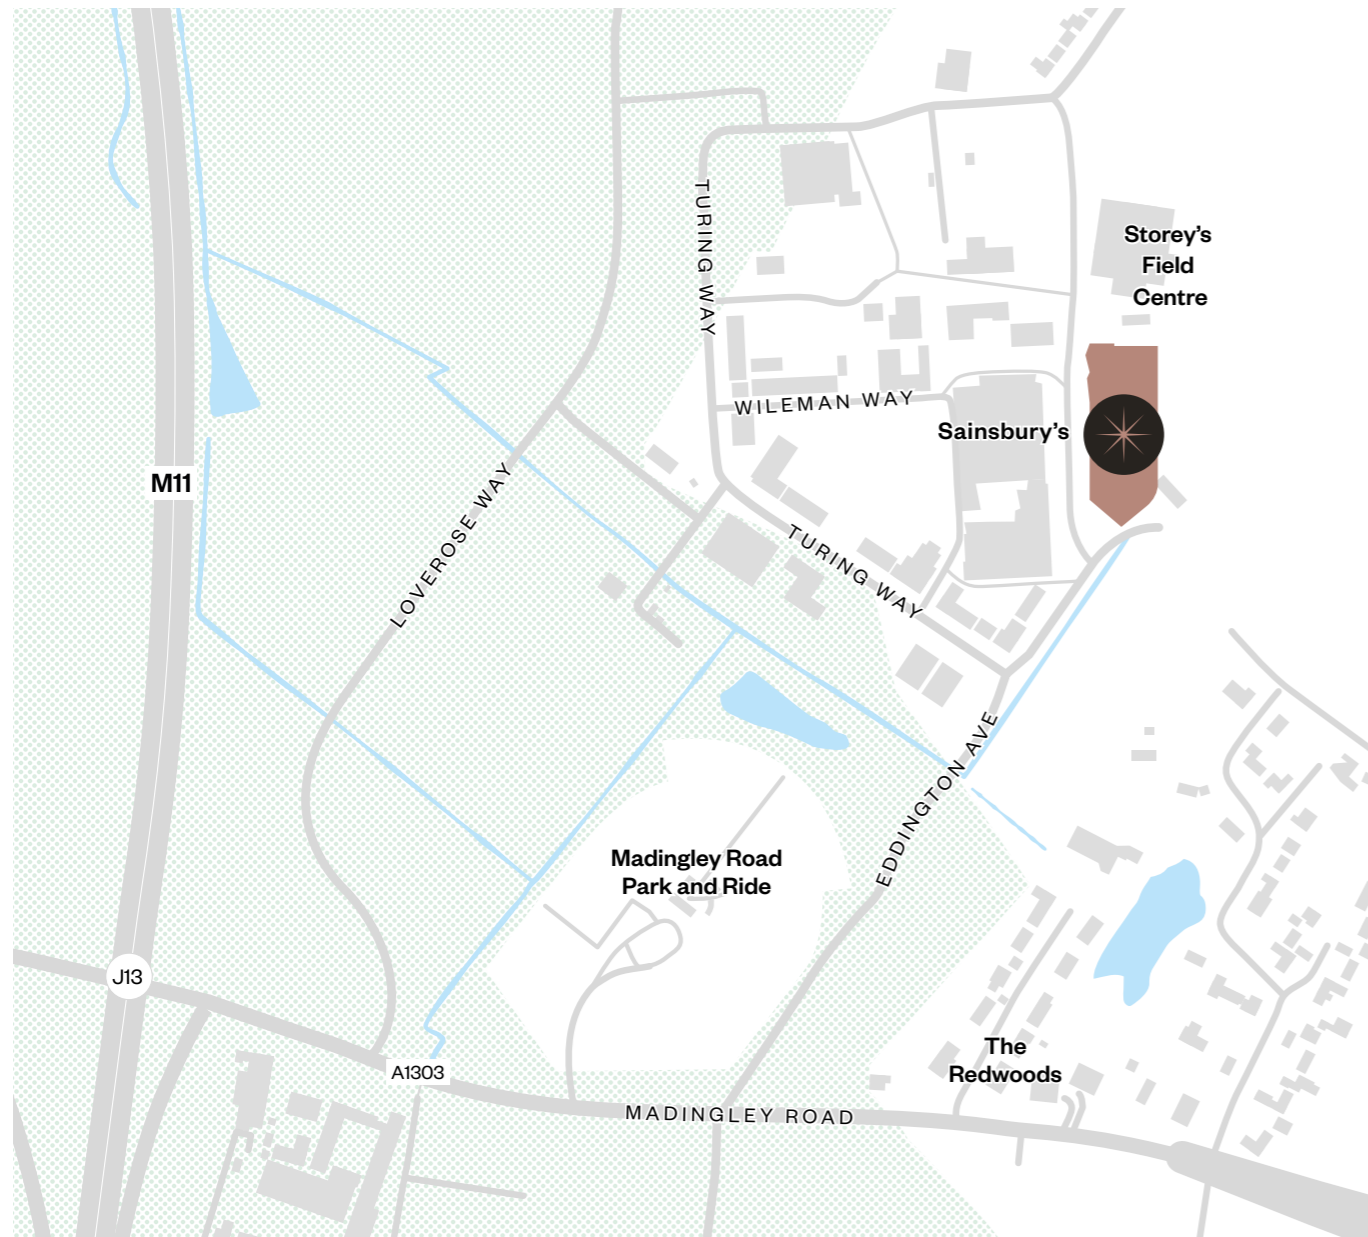 TURING WAY
Storey's
Field
Centre
WILEMAN WAY
Sainsbury's
M11
LOVEROSE WAY
TURING WAY
EDDINGTON AVE
Madingley Road
Park and Ride
J13
The
Redwoods
A1303
MADINGLEY ROAD